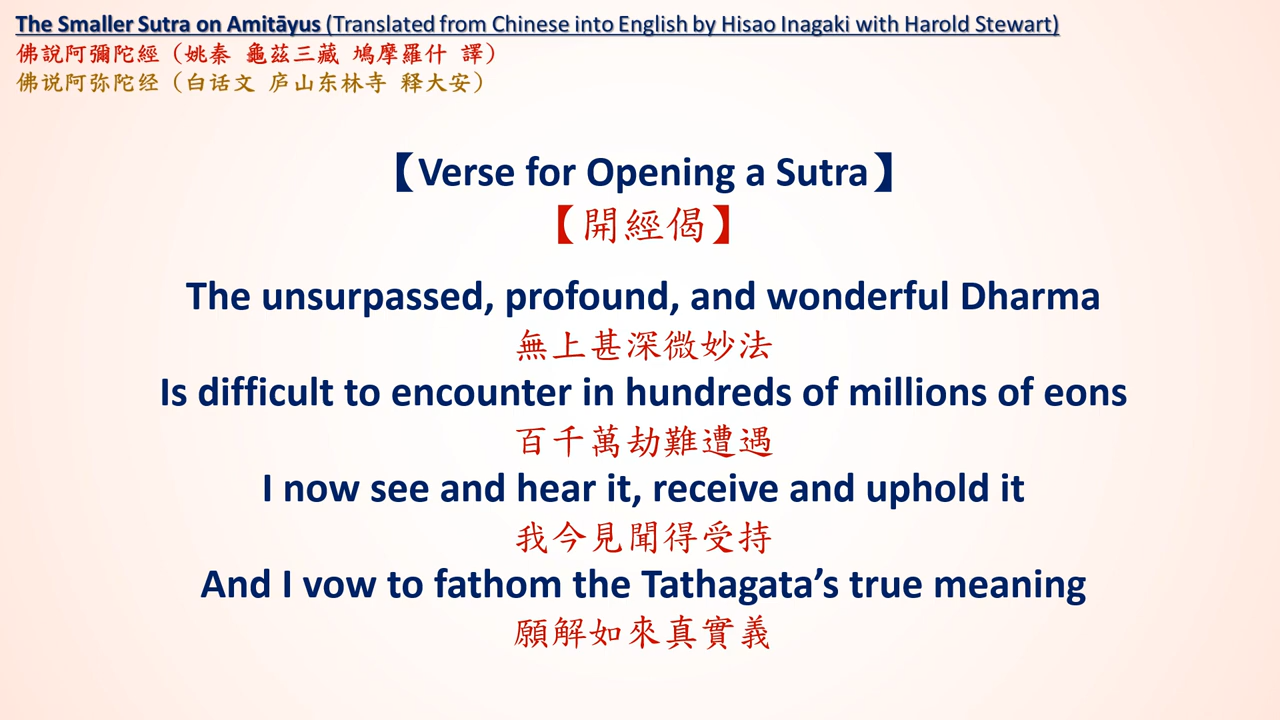 The Smaller Sutra on Amitāyus (Translated from Chinese into English by Hisao Inagaki with Harold Stewart)
佛說阿彌陀經（姚秦 龜茲三藏 鳩摩羅什 譯）
佛说阿弥陀经（白话文 庐山东林寺 释大安）
【Verse for Opening a Sutra】
【開經偈】
The unsurpassed, profound, and wonderful Dharma
無上甚深微妙法
Is difficult to encounter in hundreds of millions of eons
百千萬劫難遭遇
I now see and hear it, receive and uphold it
我今見聞得受持
And I vow to fathom the Tathagata’s true meaning
願解如來真實義